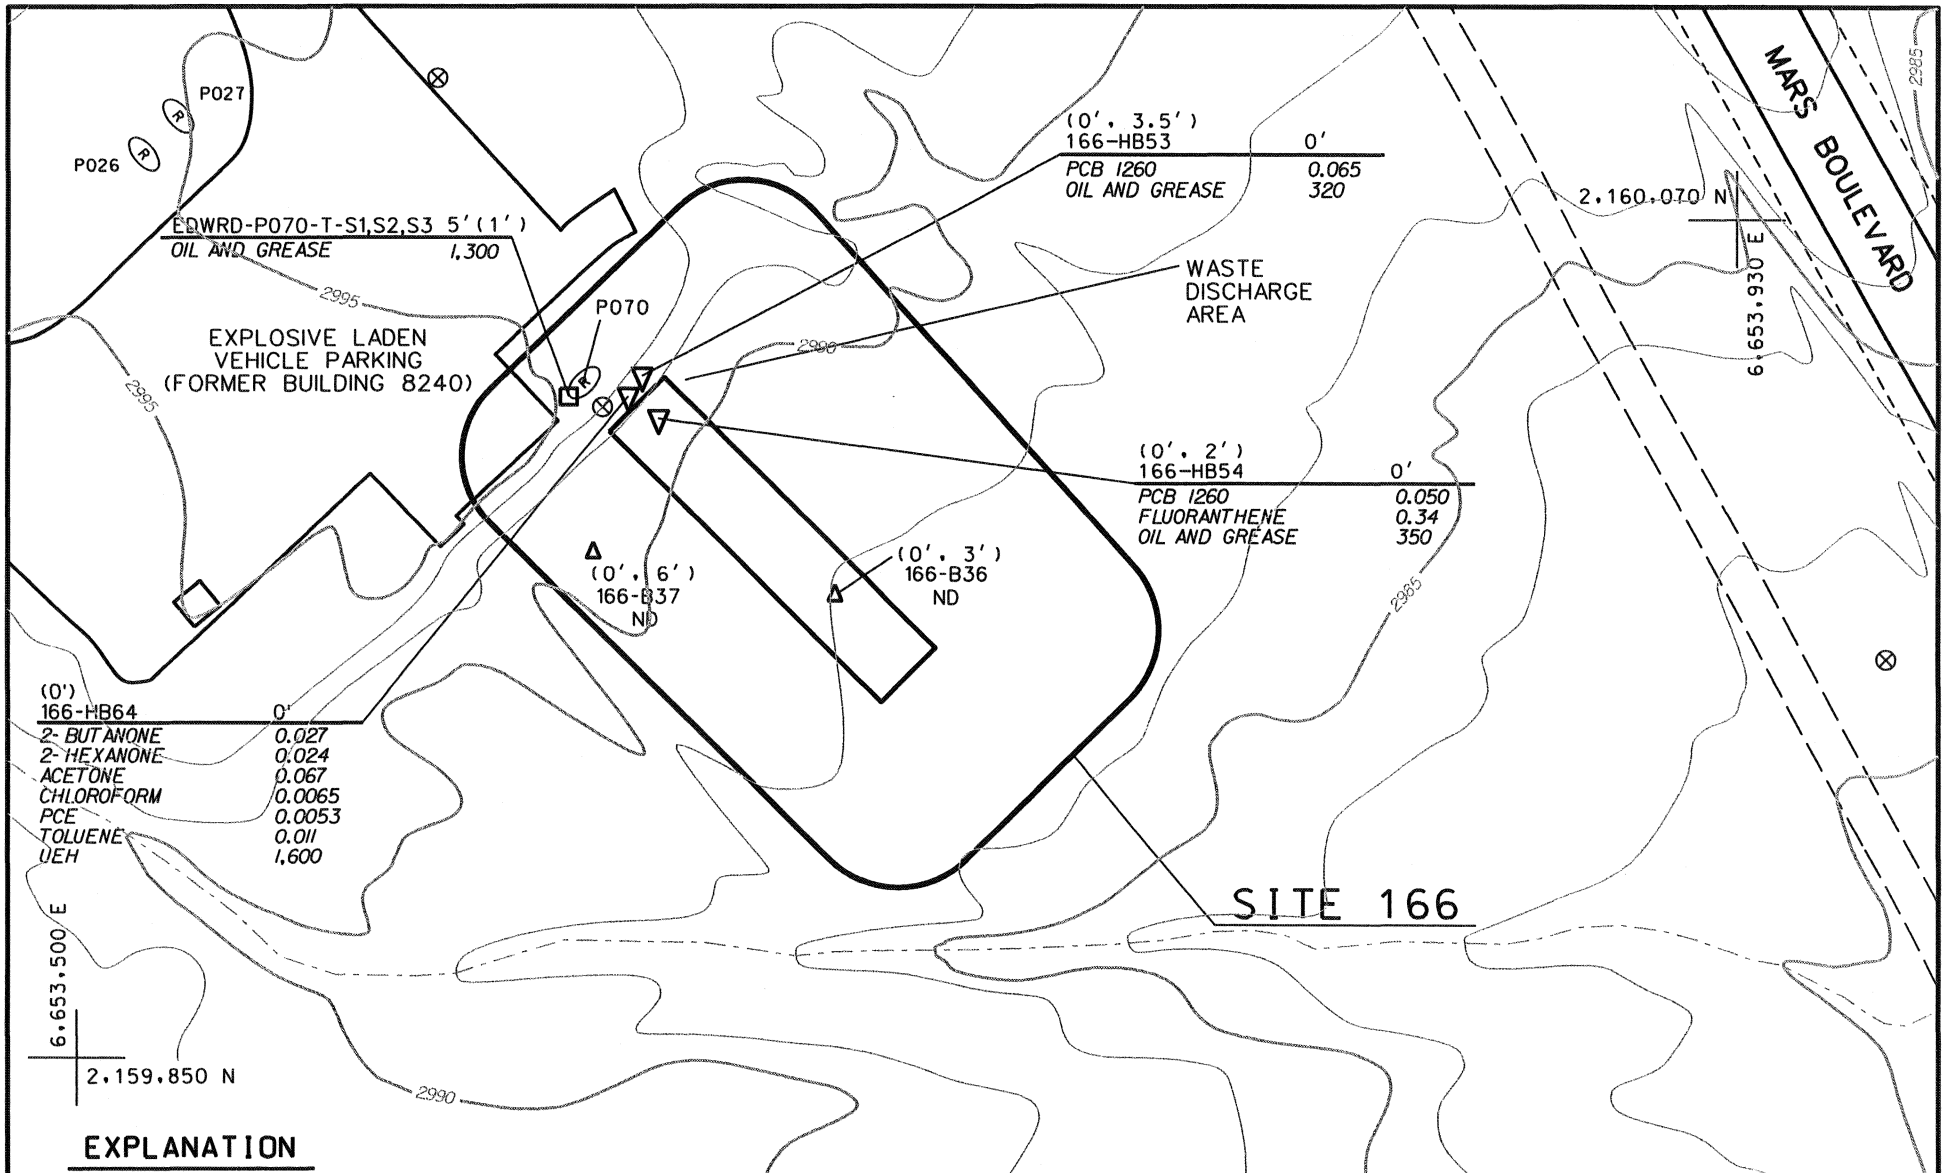 P027
P026
MARS BOULEVARD
2985
(0', 3.5')
166-HB53 0'
PCB 1260 0.065
OIL AND GREASE 320
2,160,070 N
6,653,930 E
EDWRD-P070-T-S1,S2,S3 5'(1')
OIL AND GREASE 1,300
WASTE
DISCHARGE
AREA
2995
P070
EXPLOSIVE LADEN
VEHICLE PARKING
(FORMER BUILDING 8240)
2990
2995
(0', 2')
166-HB54 0'
PCB 1260 0.050
FLUORANTHENE 0.34
OIL AND GREASE 350
(0', 6')
166-B37
ND
(0', 3')
166-B36
ND
2985
(0')
166-HB64 0'
2-BUTANONE 0.027
2-HEXANONE 0.024
ACETONE 0.067
CHLOROFORM 0.0065
PCE 0.0053
TOLUENE 0.011
UEH 1,600
SITE 166
6,653,500 E
2,159,850 N
2990
EXPLANATION
R
R
R